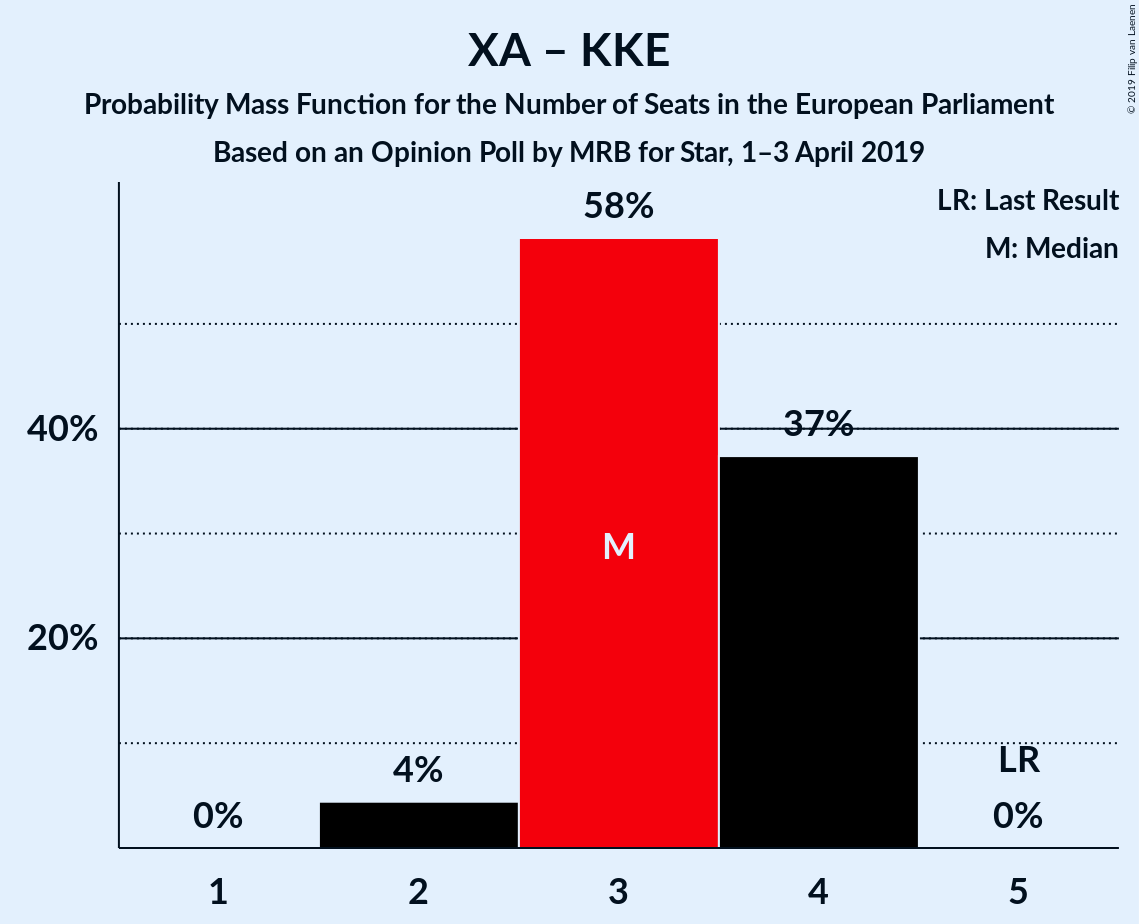 XA – KKE
Probability Mass Function for the Number of Seats in the European Parliament
Based on an Opinion Poll by MRB for Star, 1–3 April 2019
© 2019 Filip van Laenen
LR: Last Result
M: Median
58%
40%
37%
M
20%
4%
LR
0%
0%
1 2 3 4 5